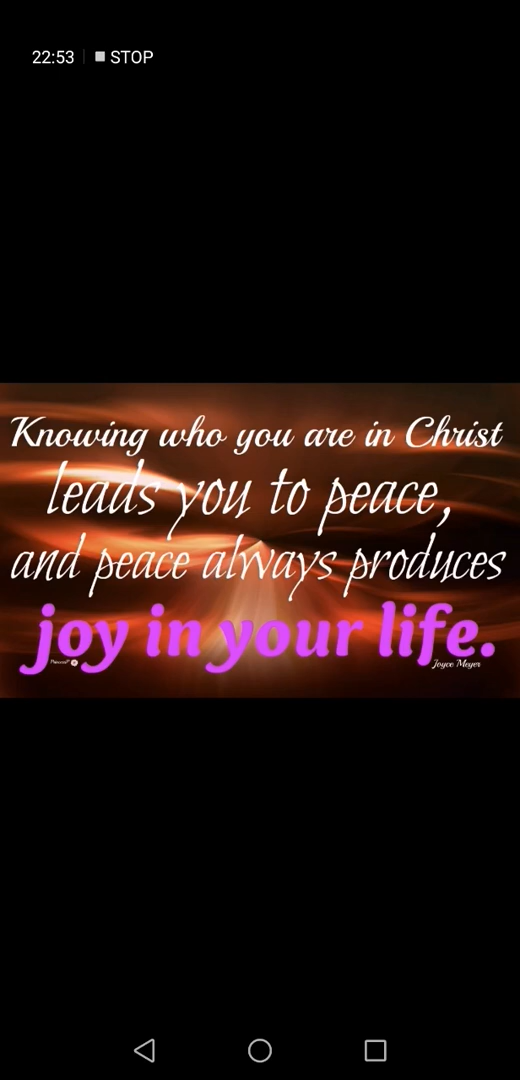 22:53 STOP
Knowing who you are in Christ
leads you to peace,
and peace always produces
joy in your life.
Joyce Meyer